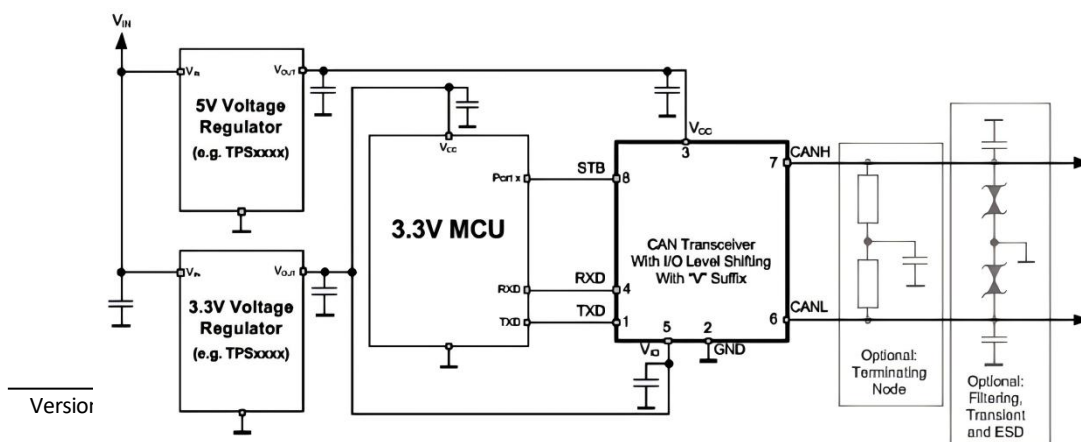 VIN
VIN
VOUT
5V Voltage
Regulator
(e.g. TPSxxxx)
VCC
Port x
3.3V MCU
RXD
TXD
STB
RXD
TXD
VCC
3
8
4
1
5
2
7
6
CAN Transceiver
With I/O Level Shifting
With "V" Suffix
VIO
GND
CANH
CANL
VIN
VOUT
3.3V Voltage
Regulator
(e.g. TPSxxxx)
Optional:
Terminating
Node
Optional:
Filtering,
Transient
and ESD
Version